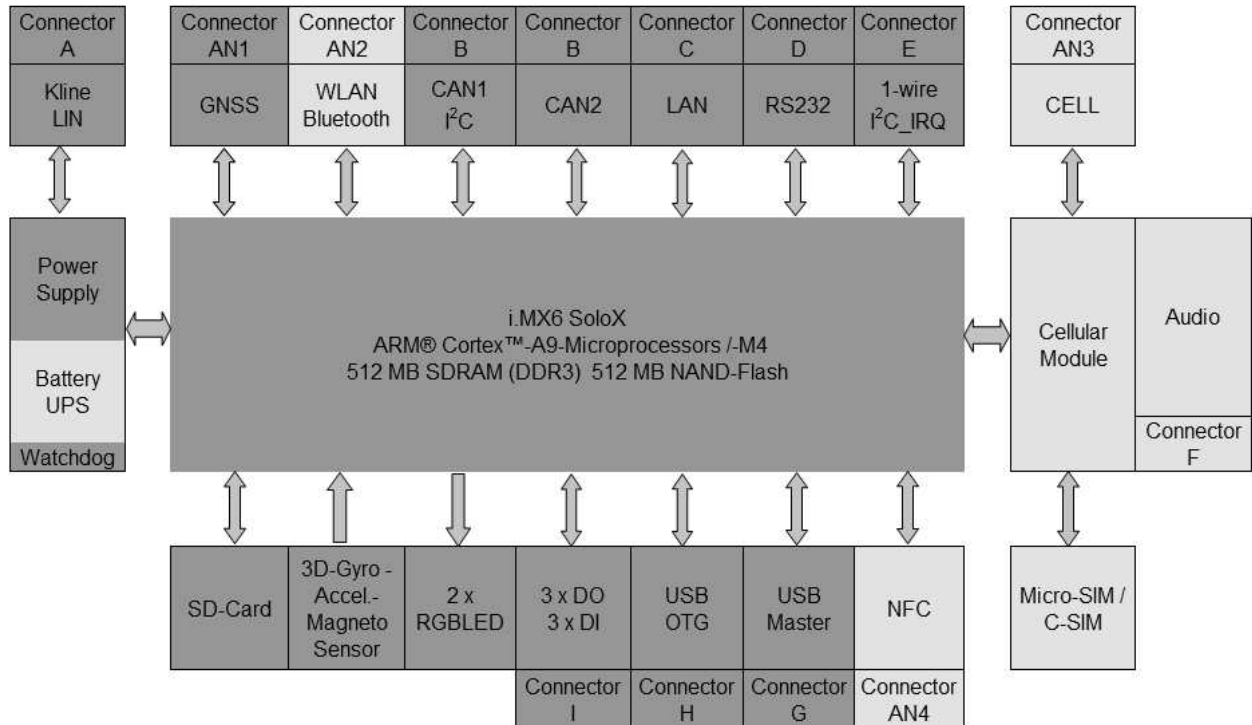 Connector
A
Connector
AN1
Connector
AN2
Connector
B
Connector
B
Connector
C
Connector
D
Connector
E
Connector
AN3
Kline
LIN
GNSS
WLAN
Bluetooth
CAN1
I²C
CAN2
LAN
RS232
1-wire
I²C_IRQ
CELL
Power
Supply
Battery
UPS
Watchdog
i.MX6 SoloX
ARM® Cortex™-A9-Microprocessors /-M4
512 MB SDRAM (DDR3) 512 MB NAND-Flash
Cellular
Module
Audio
Connector
F
SD-Card
3D-Gyro -
Accel.-
Magneto
Sensor
2 x
RGBLED
3 x DO
3 x DI
USB
OTG
USB
Master
NFC
Micro-SIM /
C-SIM
Connector
I
Connector
H
Connector
G
Connector
AN4